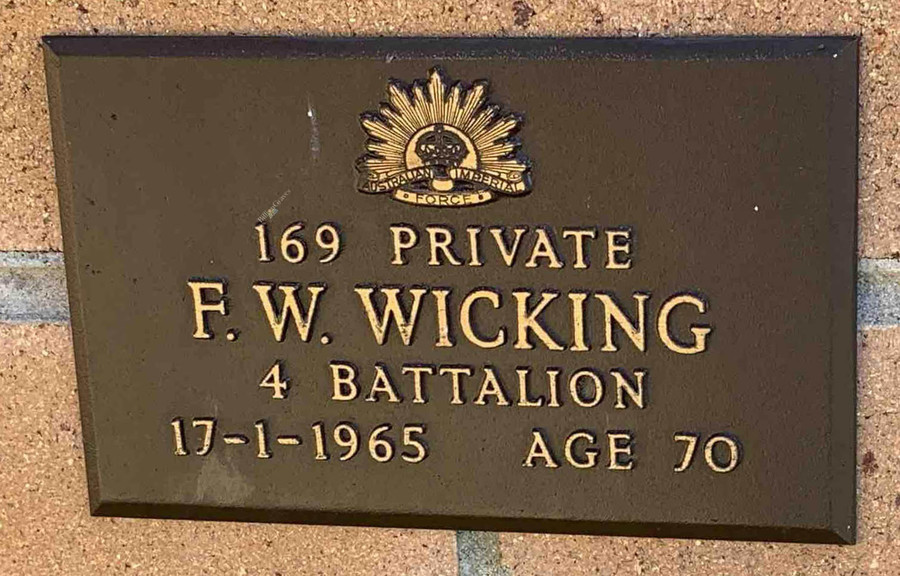 AUSTRALIAN IMPERIAL
FORCE
169 PRIVATE
F. W. WICKING
4 BATTALION
17-1-1965 AGE 70